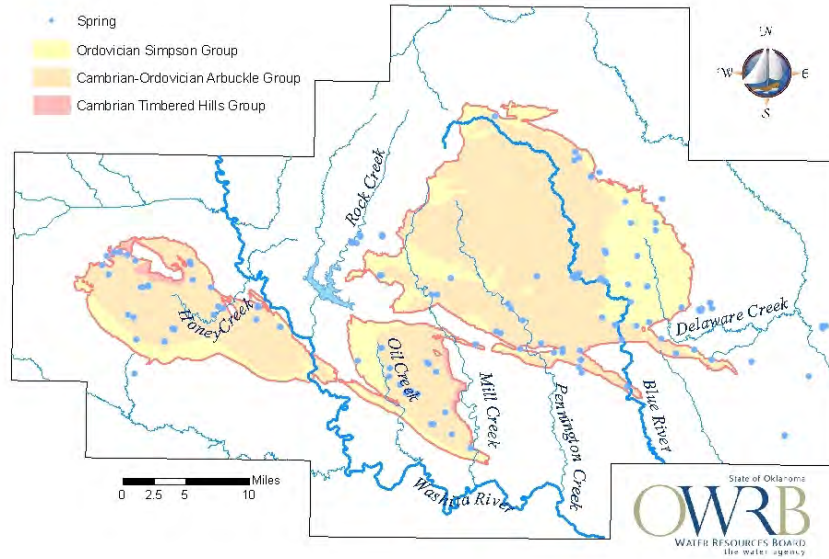 Spring
Ordovician Simpson Group
Cambrian-Ordovician Arbuckle Group
Cambrian Timbered Hills Group
N
W
E
S
Rock Creek
Honey Creek
Oil Creek
Mill Creek
Pennington Creek
Blue River
Delaware Creek
Washita River
Miles
0 2.5 5 10
State of Oklahoma
OWRB
WATER RESOURCES BOARD
the water agency